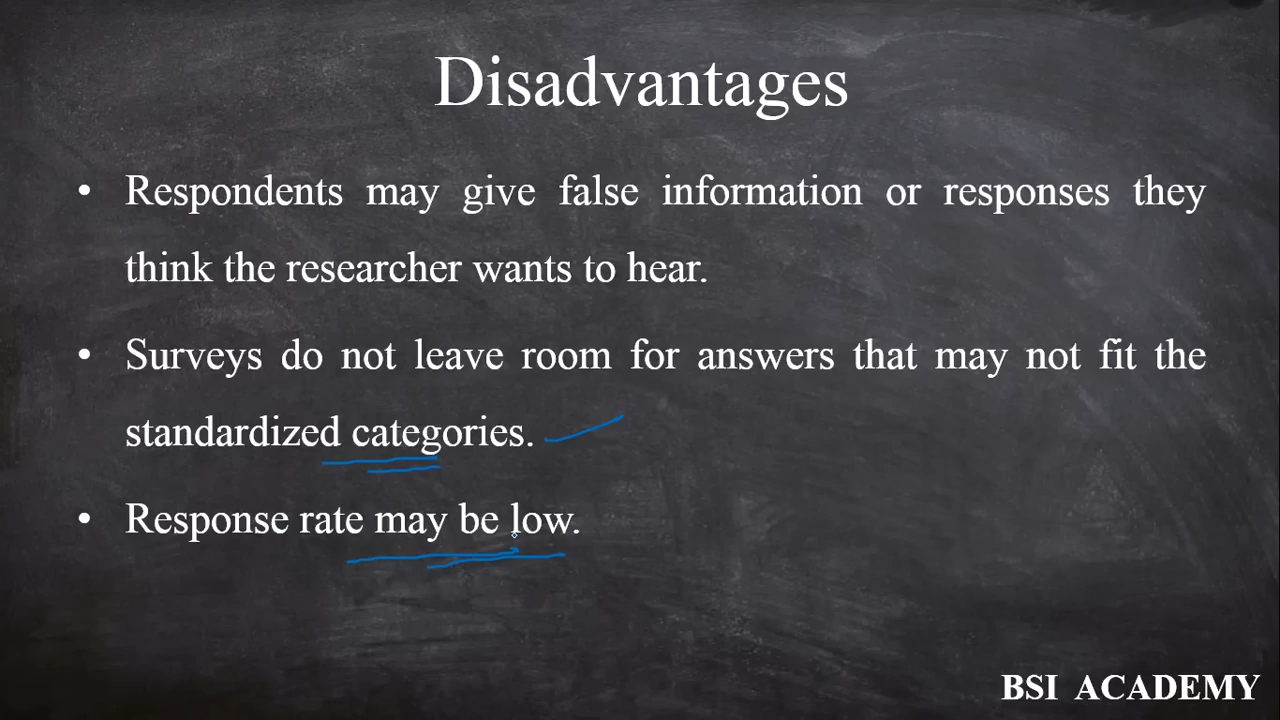 Disadvantages
• Respondents may give false information or responses they
think the researcher wants to hear.
• Surveys do not leave room for answers that may not fit the
standardized categories.
• Response rate may be low.
BSI ACADEMY